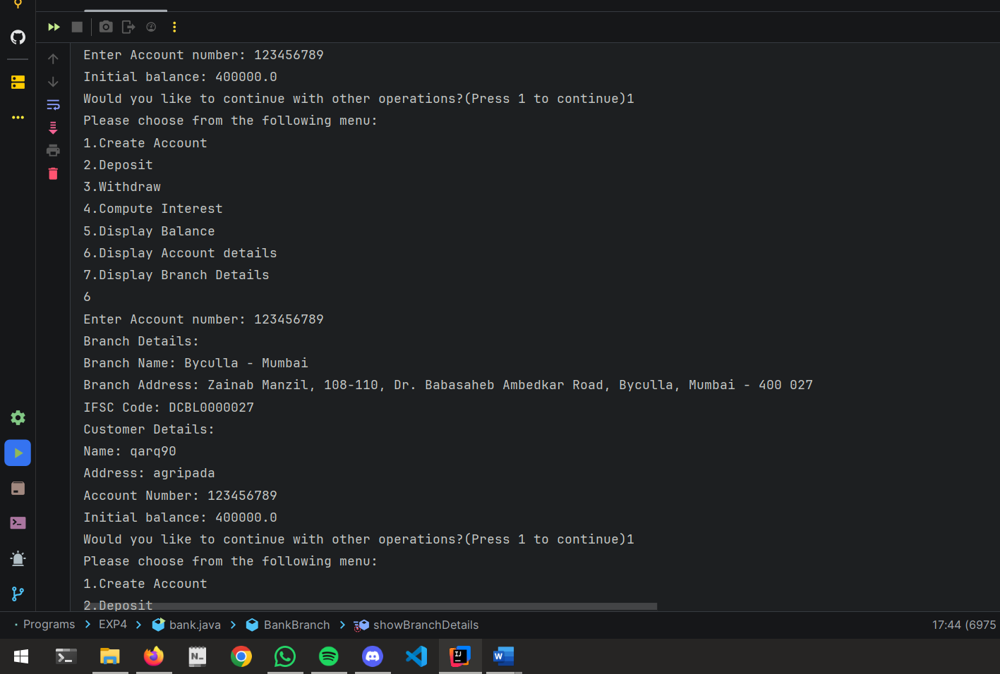 Enter Account number: 123456789
Initial balance: 400000.0
Would you like to continue with other operations?(Press 1 to continue)1
Please choose from the following menu:
1.Create Account
2.Deposit
3.Withdraw
4.Compute Interest
5.Display Balance
6.Display Account details
7.Display Branch Details
6
Enter Account number: 123456789
Branch Details:
Branch Name: Byculla - Mumbai
Branch Address: Zainab Manzil, 108-110, Dr. Babasaheb Ambedkar Road, Byculla, Mumbai - 400 027
IFSC Code: DCBL0000027
Customer Details:
Name: qarq90
Address: agripada
Account Number: 123456789
Initial balance: 400000.0
Would you like to continue with other operations?(Press 1 to continue)1
Please choose from the following menu:
1.Create Account
2.Deposit
Programs EXP4 bank.java BankBranch showBranchDetails 17:44 (6975